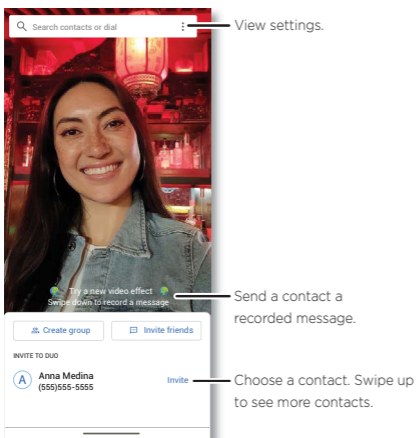 Search contacts or dial
View settings.
Try a new video effect
Swipe down to record a message
Send a contact a
recorded message.
Create group
Invite friends
INVITE TO DUO
A
Anna Medina
(555)555-5555
Invite
Choose a contact. Swipe up
to see more contacts.